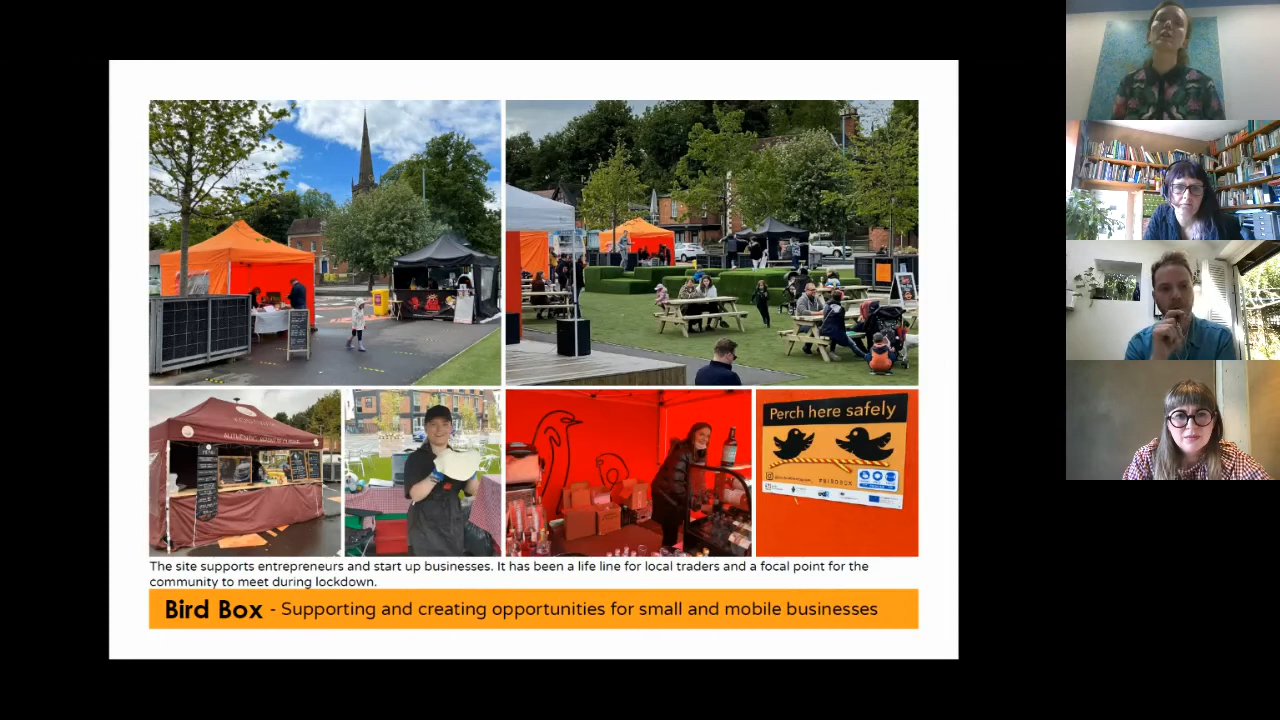 AUTHENTIC
Perch here safely
The site supports entrepreneurs and start up businesses. It has been a life line for local traders and a focal point for the
community to meet during lockdown.
Bird Box - Supporting and creating opportunities for small and mobile businesses